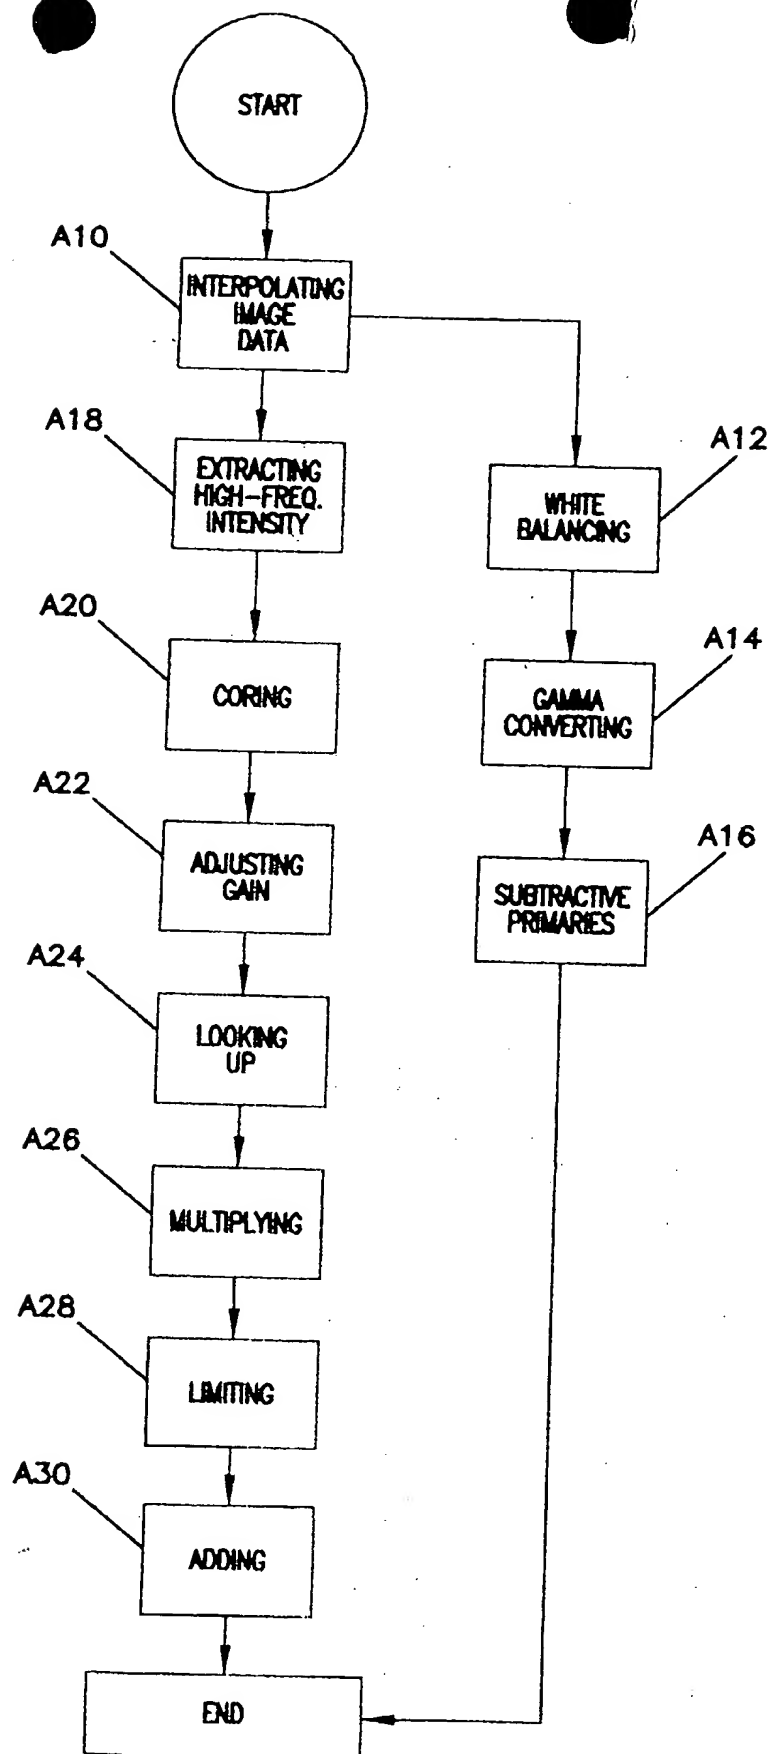 START
A10
INTERPOLATING
IMAGE
DATA
A18
EXTRACTING
HIGH-FREQ.
INTENSITY
A12
WHITE
BALANCING
A20
CORING
A14
GAMMA
CONVERTING
A22
ADJUSTING
GAIN
A16
SUBTRACTIVE
PRIMARIES
A24
LOOKING
UP
A26
MULTIPLYING
A28
LIMITING
A30
ADDING
END